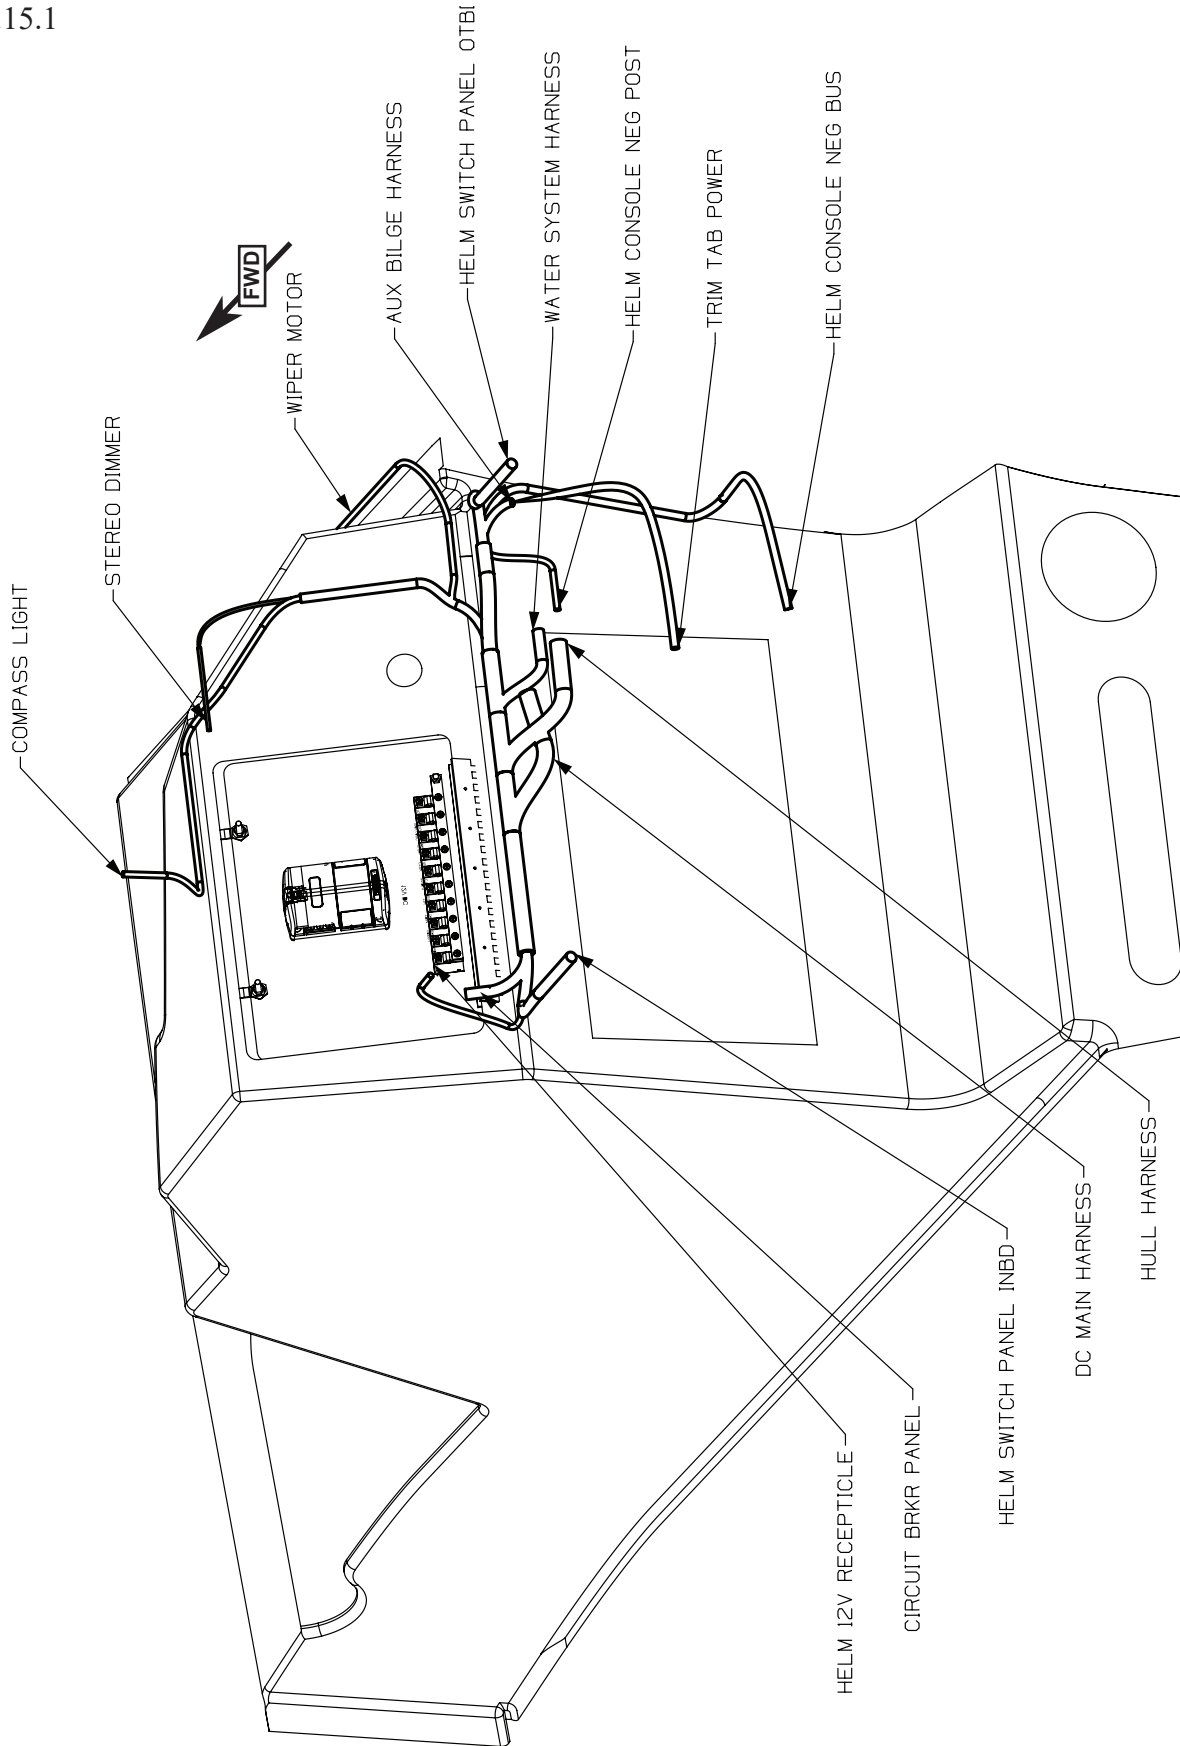 15.1
COMPASS LIGHT
STEREO DIMMER
FWD
WIPER MOTOR
AUX BILGE HARNESS
HELM SWITCH PANEL OTB
WATER SYSTEM HARNESS
HELM CONSOLE NEG POST
TRIM TAB POWER
HELM CONSOLE NEG BUS
HELM 12V RECEPTICLE
CIRCUIT BRKR PANEL
HELM SWITCH PANEL INBD
DC MAIN HARNESS
HULL HARNESS